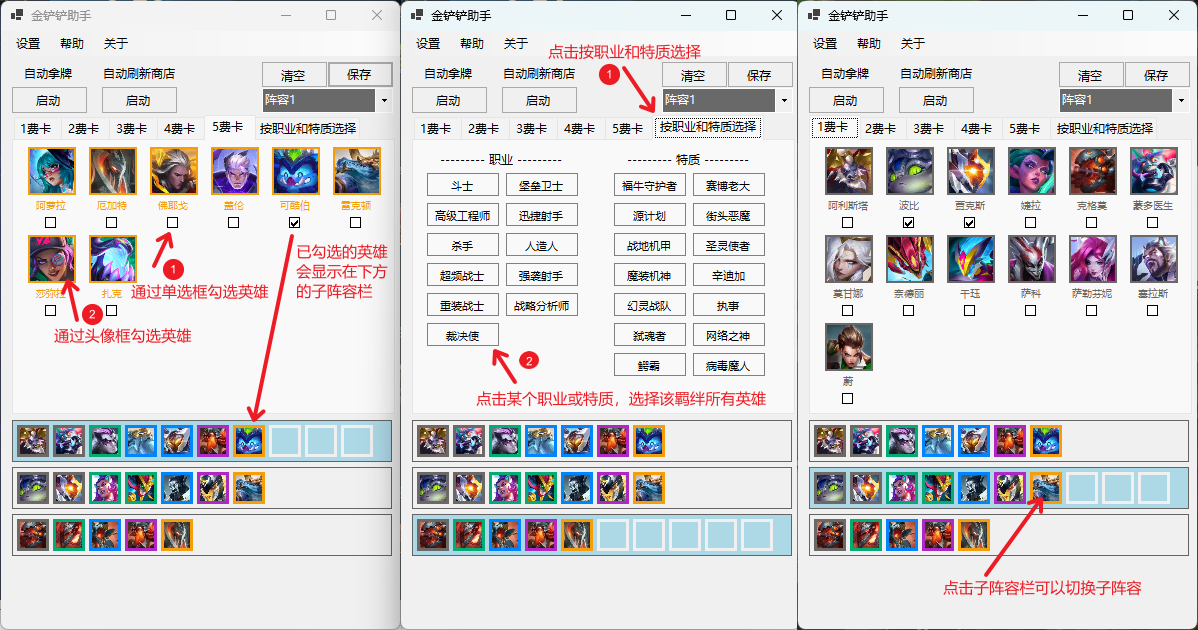 金铲铲助手
设置 帮助 关于
自动拿牌 自动刷新商店 清空 保存
启动 启动 阵容1
1费卡 2费卡 3费卡 4费卡 5费卡 按职业和特质选择
阿萝拉 厄加特 佛耶戈 盖伦 可酷伯 雷克顿
已勾选的英雄
会显示在下方
的子阵容栏
1
通过单选框勾选英雄
莎弥拉 扎克
2
通过头像框勾选英雄
金铲铲助手
设置 帮助 关于
点击按职业和特质选择
1
自动拿牌 自动刷新商店 清空 保存
启动 启动 阵容1
1费卡 2费卡 3费卡 4费卡 5费卡 按职业和特质选择
--------- 职业 --------- --------- 特质 ---------
斗士 堡垒卫士 福牛守护者 赛博老大
高级工程师 迅捷射手 源计划 街头恶魔
杀手 人造人 战地机甲 圣灵使者
超频战士 强袭射手 魔装机神 辛迪加
重装战士 战略分析师 幻灵战队 执事
裁决使 弑魂者 网络之神
鳄霸 病毒魔人
2
点击某个职业或特质，选择该羁绊所有英雄
金铲铲助手
设置 帮助 关于
自动拿牌 自动刷新商店 清空 保存
启动 启动 阵容1
1费卡 2费卡 3费卡 4费卡 5费卡 按职业和特质选择
阿利斯塔 波比 贾克斯 婕拉 克格莫 蒙多医生
莫甘娜 奈德丽 千珏 萨科 萨勒芬妮 塞拉斯
蔚
点击子阵容栏可以切换子阵容